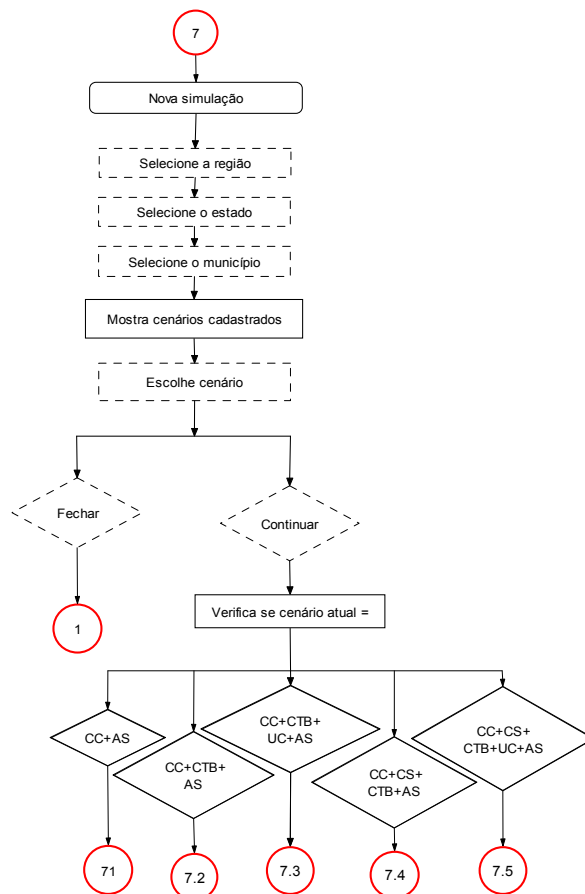 7
Nova simulação
Selecione a região
Selecione o estado
Selecione o município
Mostra cenários cadastrados
Escolhe cenário
Fechar
Continuar
1
Verifica se cenário atual =
CC+AS
CC+CTB+
AS
CC+CTB+
UC+AS
CC+CS+
CTB+AS
CC+CS+
CTB+UC+AS
71
7.2
7.3
7.4
7.5